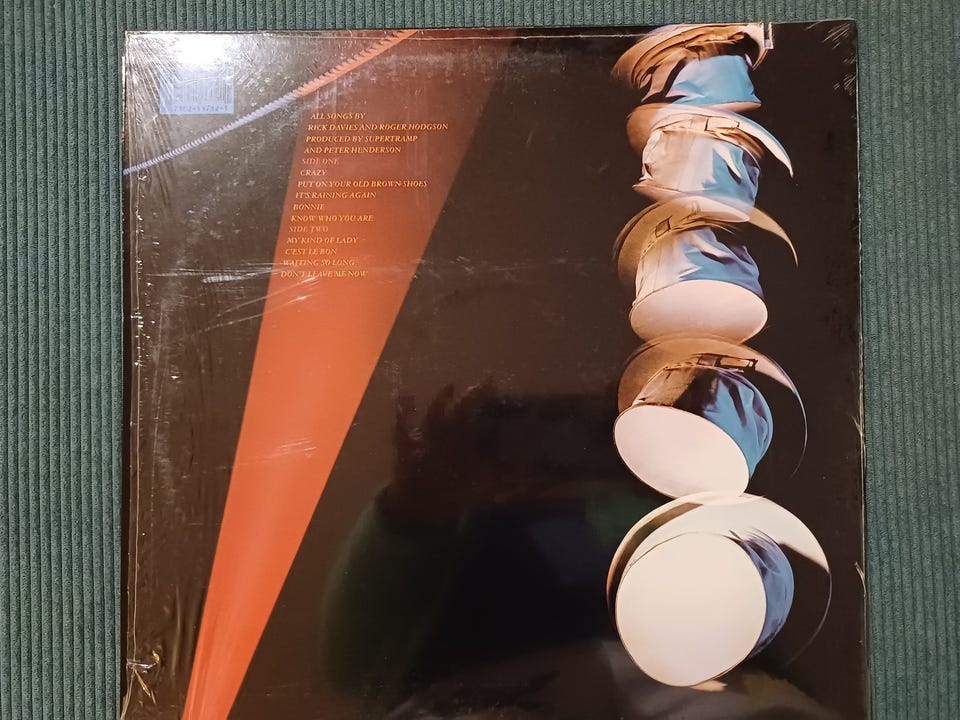 ALL SONGS BY
RICK DAVIES AND ROGER HODGSON
PRODUCED BY SUPERTRAMP
AND PETER HENDERSON
SIDE ONE
CRAZY
PUT ON YOUR OLD BROWN SHOES
IT'S RAINING AGAIN
BONNIE
KNOW WHO YOU ARE
SIDE TWO
MY KIND OF LADY
C'EST LE BON
WAITING SO LONG
DON'T LEAVE ME NOW